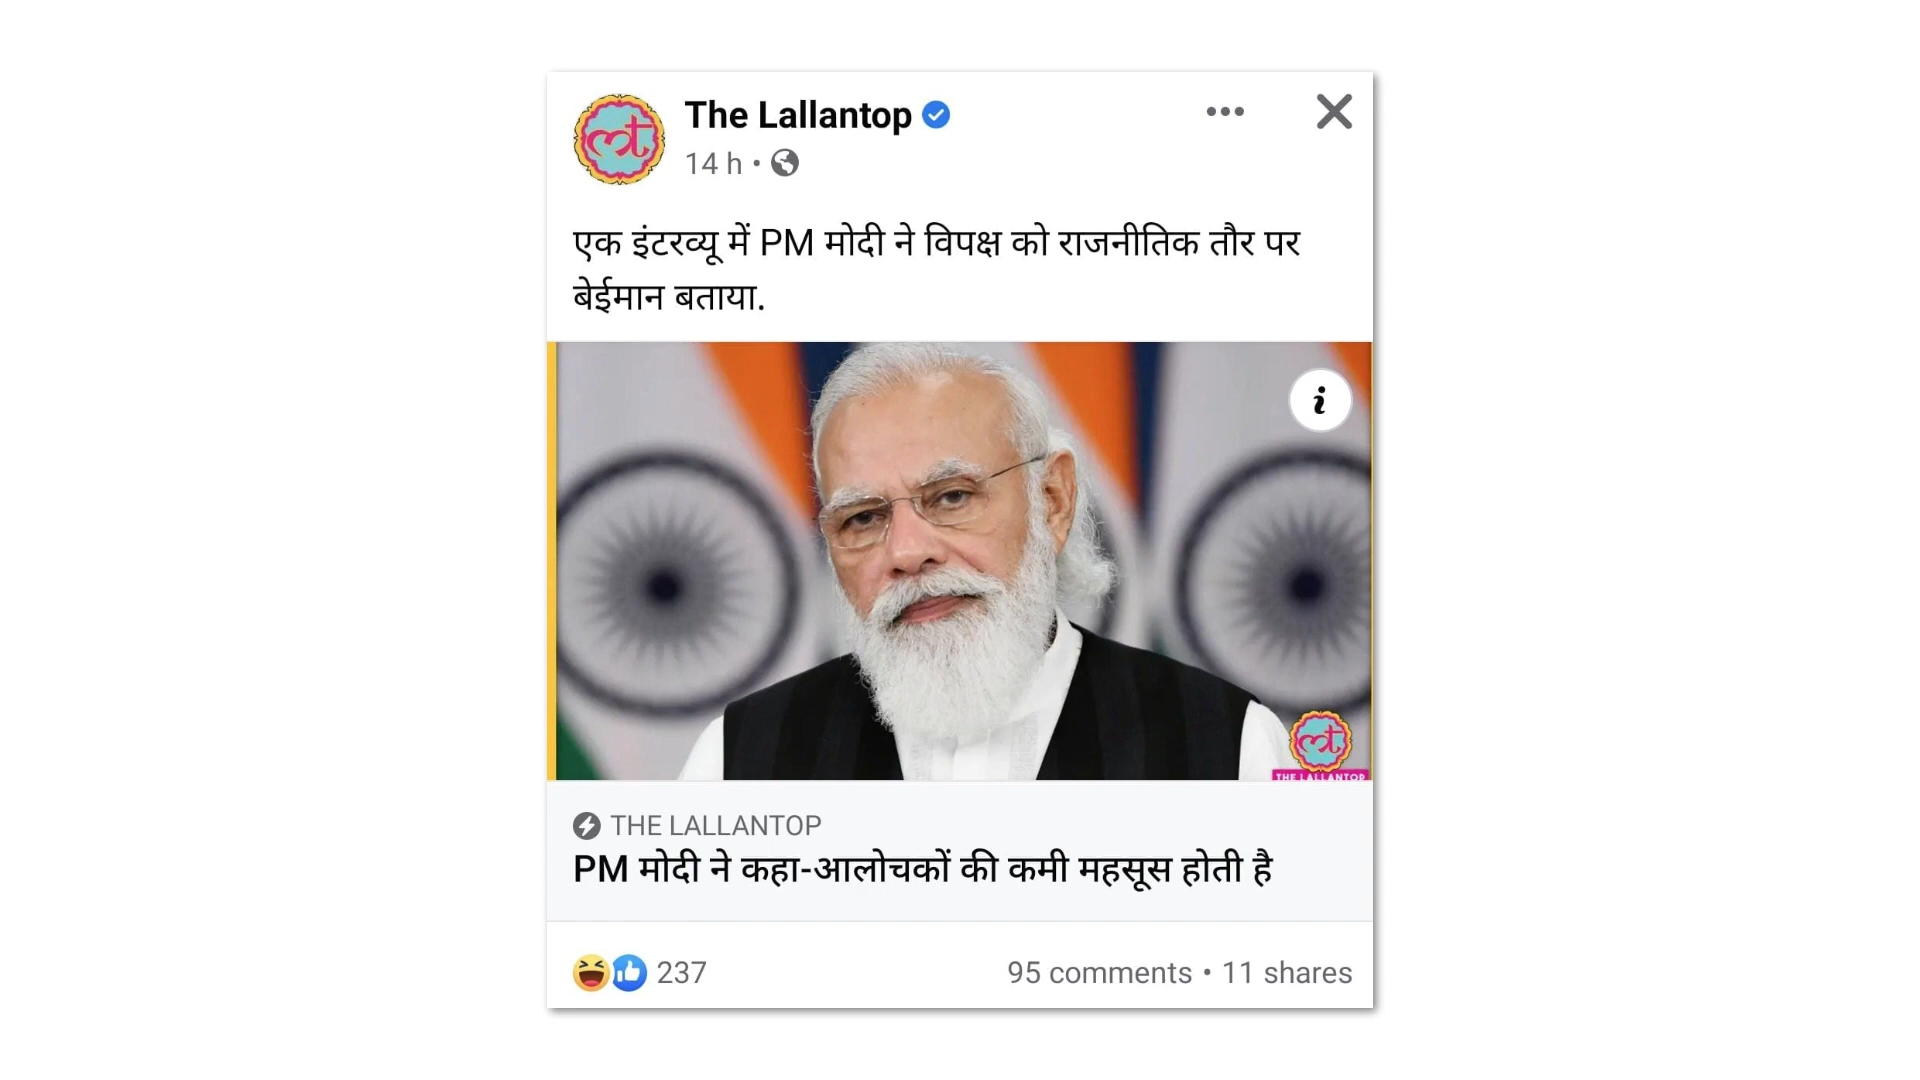 The Lallantop
14 h •
एक इंटरव्यू में PM मोदी ने विपक्ष को राजनीतिक तौर पर
बेईमान बताया.
i
THE LALLANTOP
THE LALLANTOP
PM मोदी ने कहा-आलोचकों की कमी महसूस होती है
237
95 comments • 11 shares